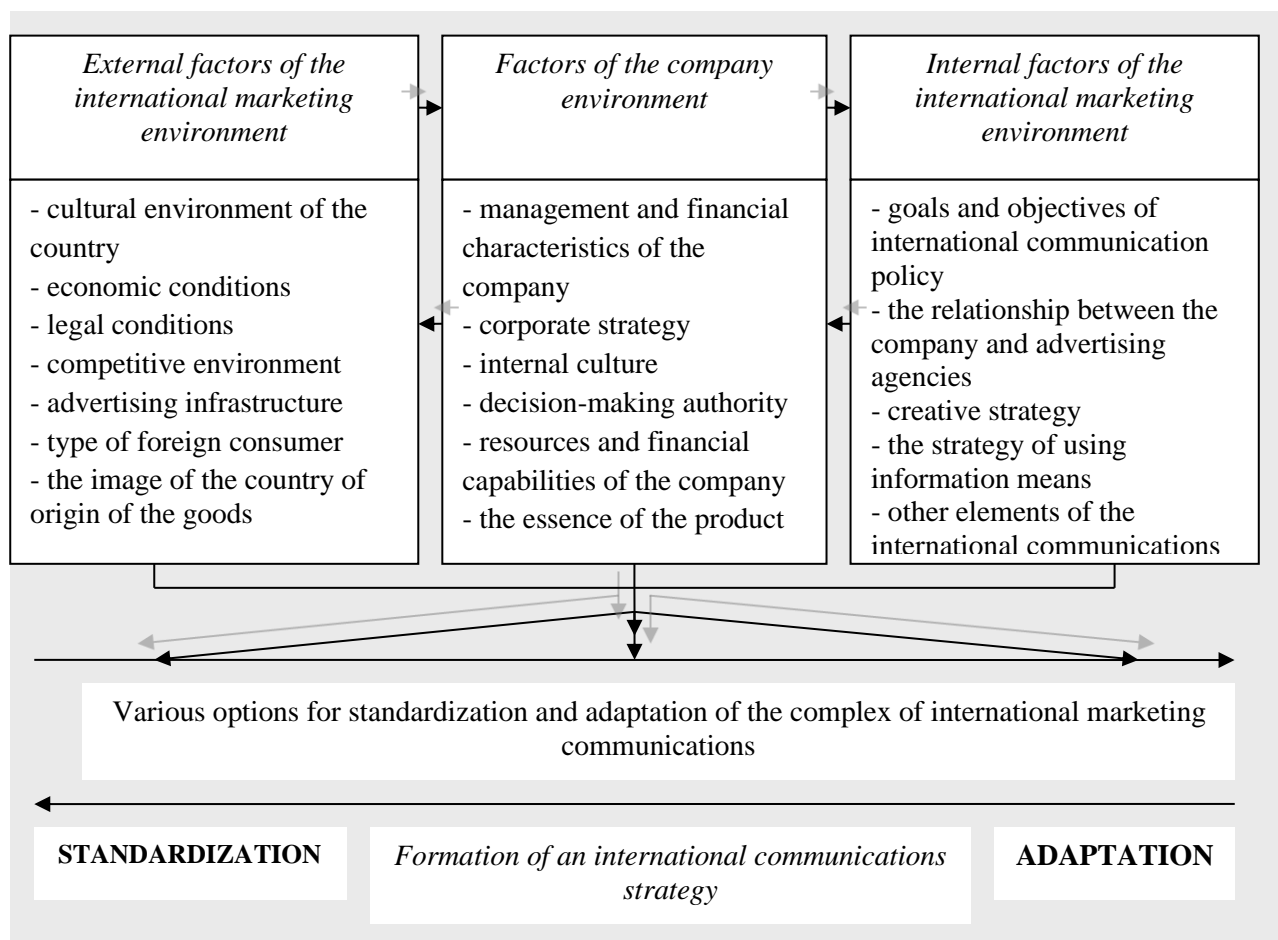 External factors of the
international marketing
environment
- cultural environment of the
country
- economic conditions
- legal conditions
- competitive environment
- advertising infrastructure
- type of foreign consumer
- the image of the country of
origin of the goods
Factors of the company
environment
- management and financial
characteristics of the
company
- corporate strategy
- internal culture
- decision-making authority
- resources and financial
capabilities of the company
- the essence of the product
Internal factors of the
international marketing
environment
- goals and objectives of
international communication
policy
- the relationship between the
company and advertising
agencies
- creative strategy
- the strategy of using
information means
- other elements of the
international communications
Various options for standardization and adaptation of the complex of international marketing
communications
STANDARDIZATION
Formation of an international communications
strategy
ADAPTATION